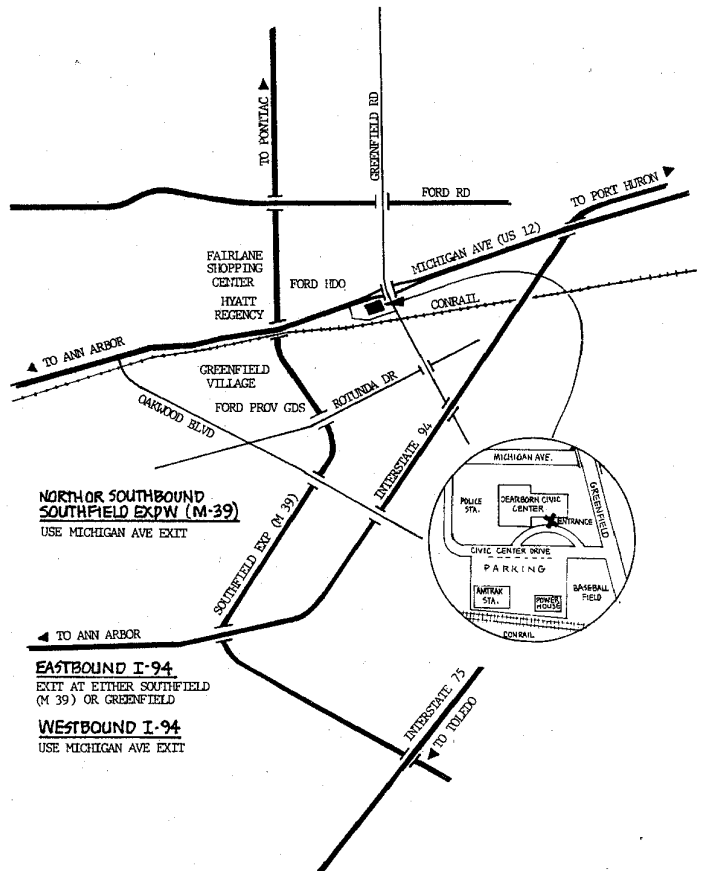 TO PONTIAC
GREENFIELD RD
FORD RD
TO PORT HURON
MICHIGAN AVE (US 12)
FAIRLANE
SHOPPING
CENTER
FORD HDQ
HYATT
REGENCY
CONRAIL
TO ANN ARBOR
GREENFIELD
VILLAGE
FORD PROV GDS
ROTUNDA DR
OAKWOOD BLVD
INTERSTATE 94
NORTH OR SOUTHBOUND
SOUTHFIELD EXPW (M-39)
USE MICHIGAN AVE EXIT
SOUTHFIELD EXP (M 39)
MICHIGAN AVE.
POLICE
STA.
DEARBORN CIVIC
CENTER
ENTRANCE
GREENFIELD
CIVIC CENTER DRIVE
PARKING
AMTRAK
STA.
POWER
HOUSE
BASEBALL
FIELD
CONRAIL
TO ANN ARBOR
EASTBOUND I-94
EXIT AT EITHER SOUTHFIELD
(M 39) OR GREENFIELD
WESTBOUND I-94
USE MICHIGAN AVE EXIT
INTERSTATE 75
TO TOLEDO